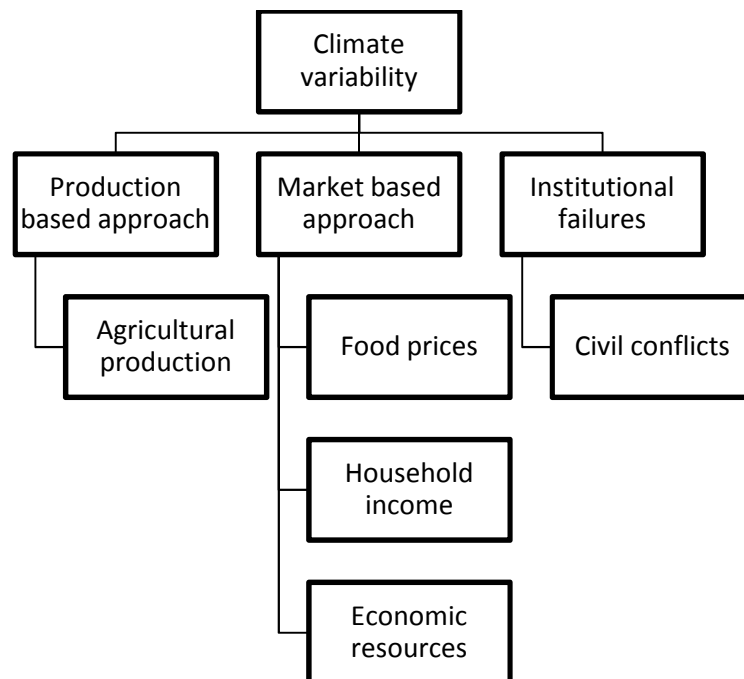 Climate
variability
Production
based approach
Market based
approach
Institutional
failures
Agricultural
production
Food prices
Civil conflicts
Household
income
Economic
resources